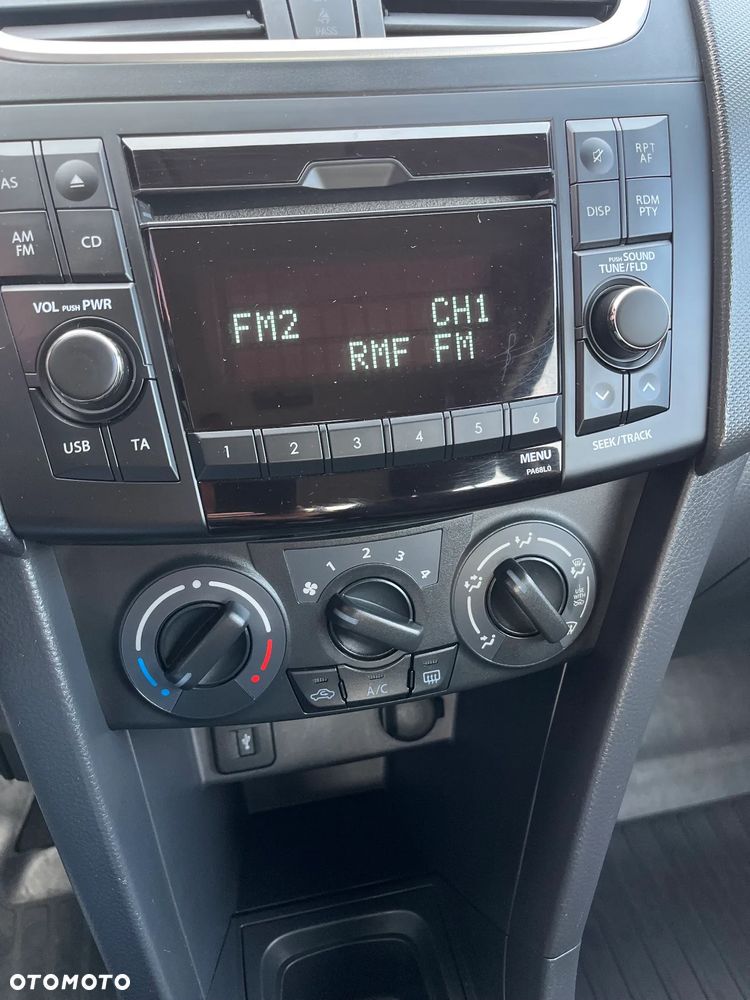 PASS
AS
RPT
AF
AM
FM
CD
DISP
RDM
PTY
VOL PUSH PWR
PUSH SOUND
TUNE/FLD
FM2 CH1
RMF FM
USB TA
1 2 3 4 5 6
MENU
PA68L0
SEEK/TRACK
1 2 3 4
USE
WITH
A/C
OTOMOTO